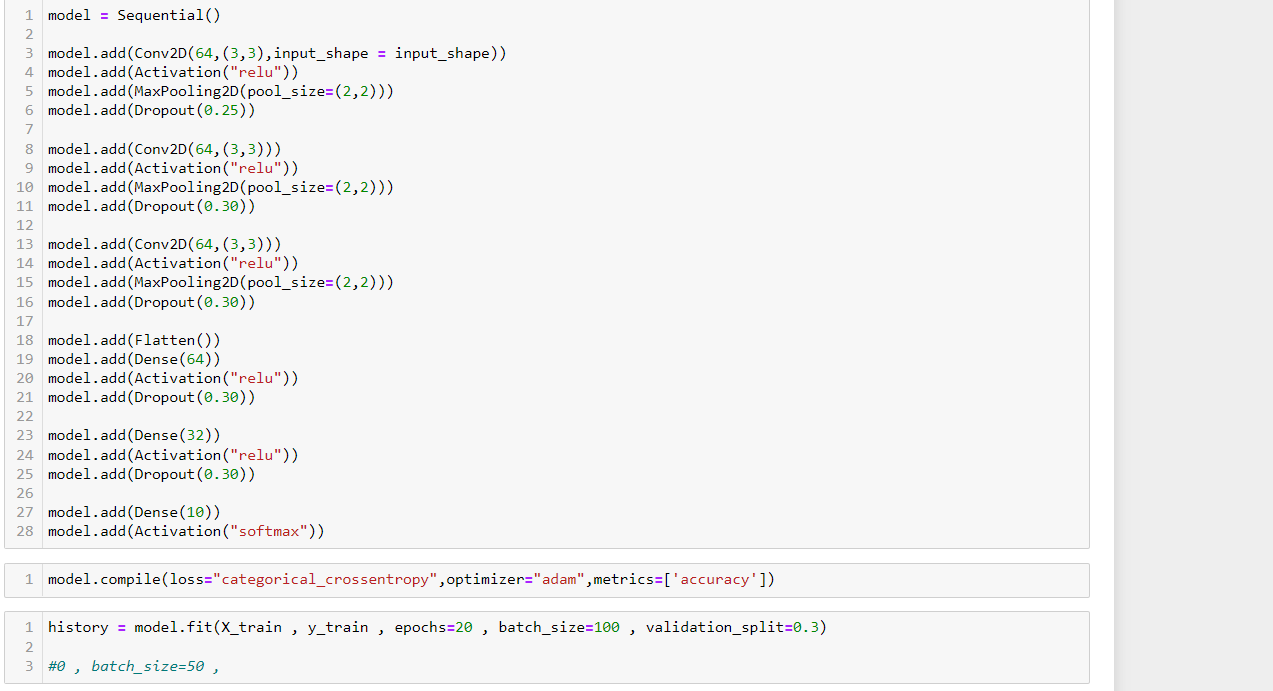 1 model = Sequential()
2
3 model.add(Conv2D(64,(3,3),input_shape = input_shape))
4 model.add(Activation("relu"))
5 model.add(MaxPooling2D(pool_size=(2,2)))
6 model.add(Dropout(0.25))
7
8 model.add(Conv2D(64,(3,3)))
9 model.add(Activation("relu"))
10 model.add(MaxPooling2D(pool_size=(2,2)))
11 model.add(Dropout(0.30))
12
13 model.add(Conv2D(64,(3,3)))
14 model.add(Activation("relu"))
15 model.add(MaxPooling2D(pool_size=(2,2)))
16 model.add(Dropout(0.30))
17
18 model.add(Flatten())
19 model.add(Dense(64))
20 model.add(Activation("relu"))
21 model.add(Dropout(0.30))
22
23 model.add(Dense(32))
24 model.add(Activation("relu"))
25 model.add(Dropout(0.30))
26
27 model.add(Dense(10))
28 model.add(Activation("softmax"))
1 model.compile(loss="categorical_crossentropy",optimizer="adam",metrics=['accuracy'])
1 history = model.fit(X_train , y_train , epochs=20 , batch_size=100 , validation_split=0.3)
2
3 #0 , batch_size=50 ,